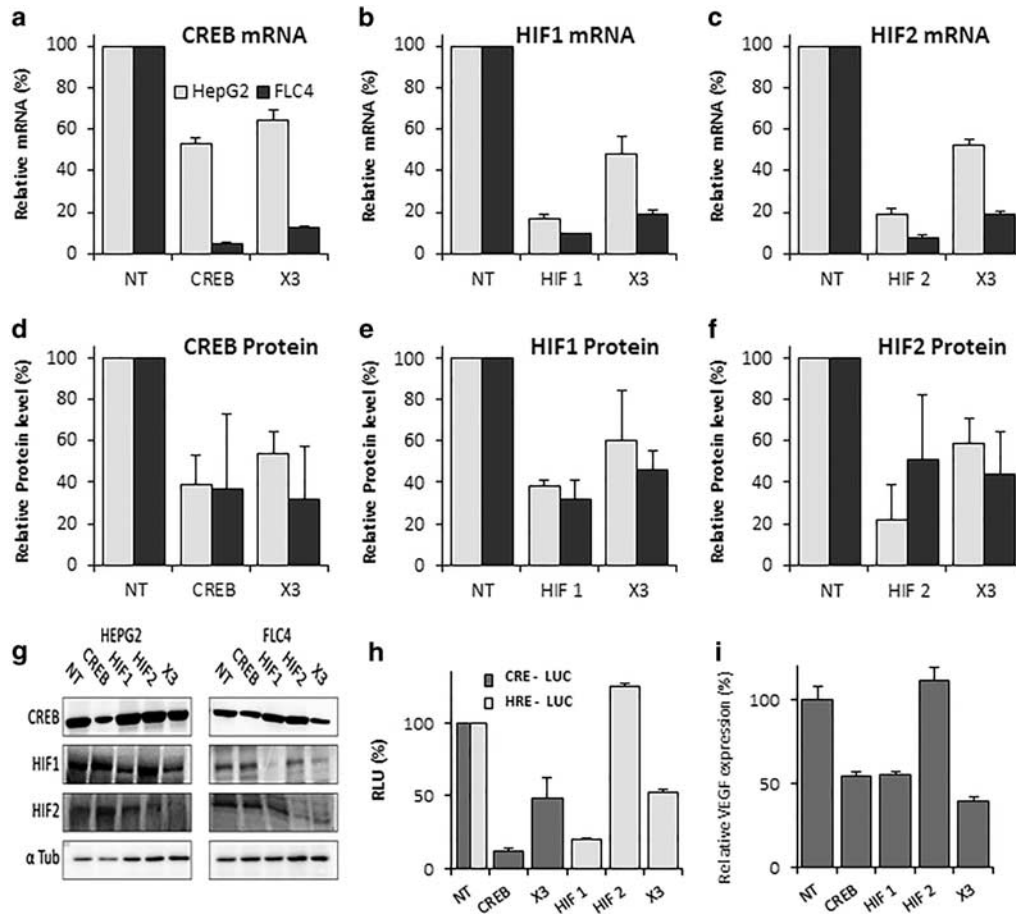 a
CREB mRNA
Relative mRNA (%)
100
80
60
40
20
0
HepG2
FLC4
NT
CREB
X3
b
HIF1 mRNA
Relative mRNA (%)
100
80
60
40
20
0
NT
HIF 1
X3
c
HIF2 mRNA
Relative mRNA (%)
100
80
60
40
20
0
NT
HIF 2
X3
d
CREB Protein
Relative Protein level (%)
100
80
60
40
20
0
NT
CREB
X3
e
HIF1 Protein
Relative Protein level (%)
100
80
60
40
20
0
NT
HIF 1
X3
f
HIF2 Protein
Relative Protein level (%)
100
80
60
40
20
0
NT
HIF 2
X3
g
HEPG2
FLC4
NT
CREB
HIF1
HIF2
X3
NT
CREB
HIF1
HIF2
X3
CREB
HIF1
HIF2
α Tub
h
CRE- LUC
HRE- LUC
RLU (%)
100
50
0
NT
CREB
X3
HIF 1
HIF 2
X3
i
Relative VEGF expression (%)
100
50
0
NT
CREB
HIF 1
HIF 2
X3